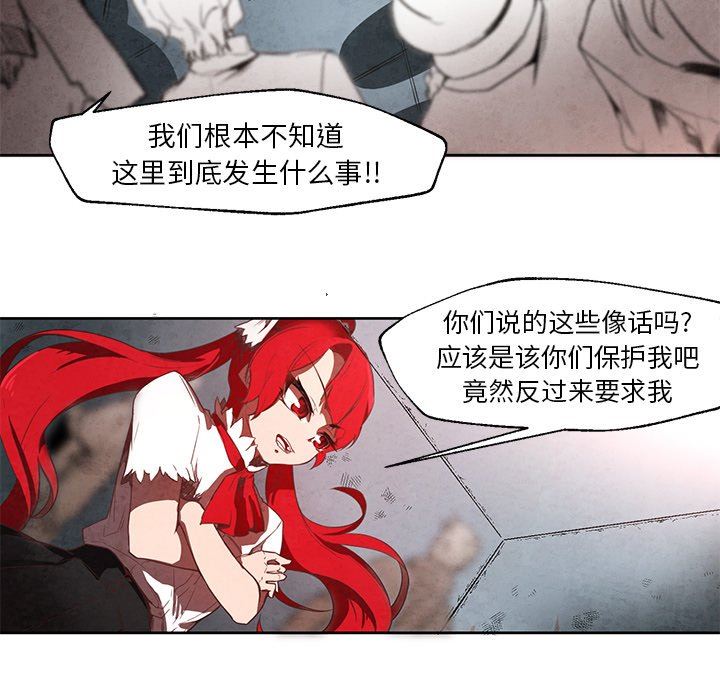 我们根本不知道
这里到底发生什么事!!
你们说的这些像话吗?
应该是该你们保护我吧
竟然反过来要求我